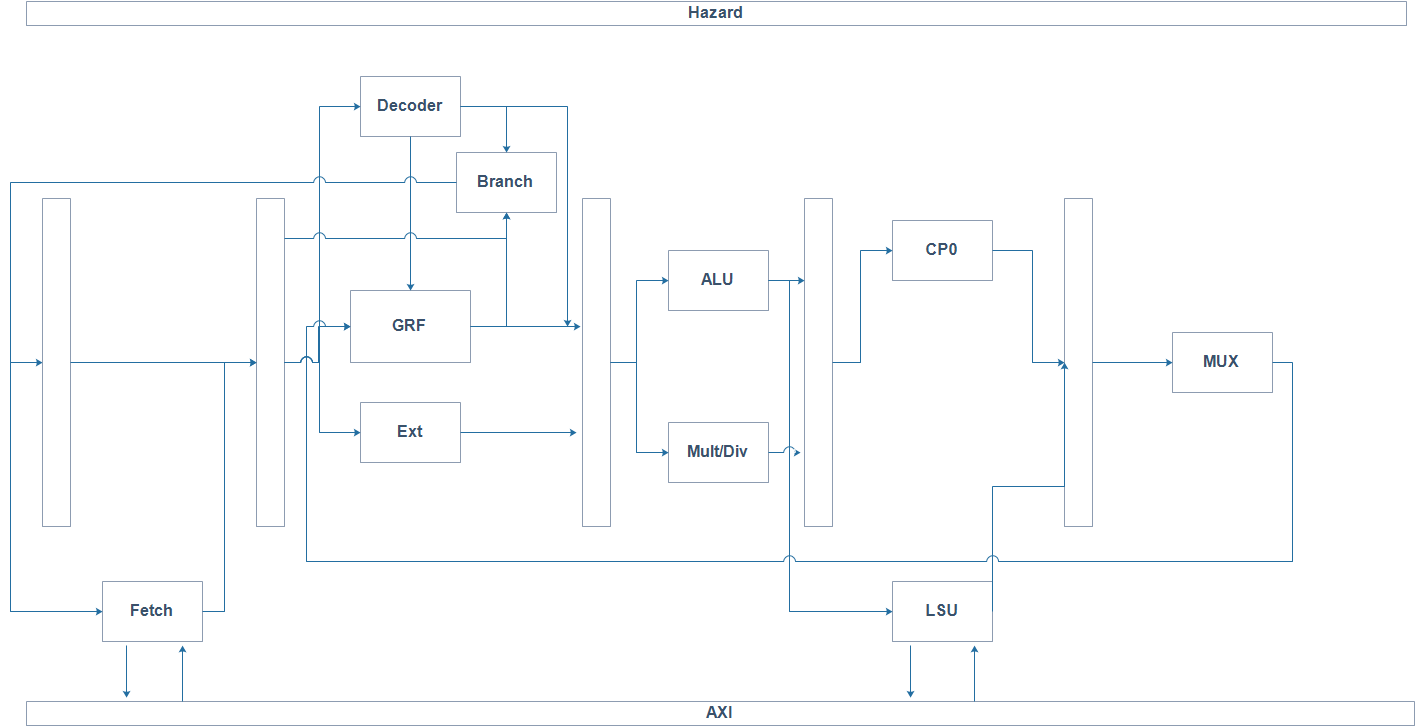 Hazard
Decoder
Branch
CP0
ALU
GRF
MUX
Ext
Mult/Div
Fetch
LSU
AXI